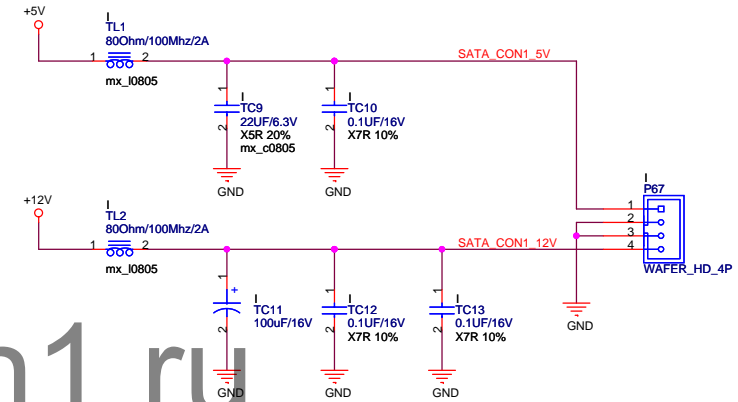 +5V
I
TL1
80Ohm/100Mhz/2A
1 2
mx_l0805
SATA_CON1_5V
1
I
TC9
22UF/6.3V
X5R 20%
mx_c0805
2
GND
1
I
TC10
0.1UF/16V
X7R 10%
2
GND
+12V
I
TL2
80Ohm/100Mhz/2A
1 2
mx_l0805
SATA_CON1_12V
I
P67
1
2
3
4
WAFER_HD_4P
GND
1
+
I
TC11
100uF/16V
2
GND
1
I
TC12
0.1UF/16V
X7R 10%
2
GND
1
I
TC13
0.1UF/16V
X7R 10%
2
GND
n1 ru